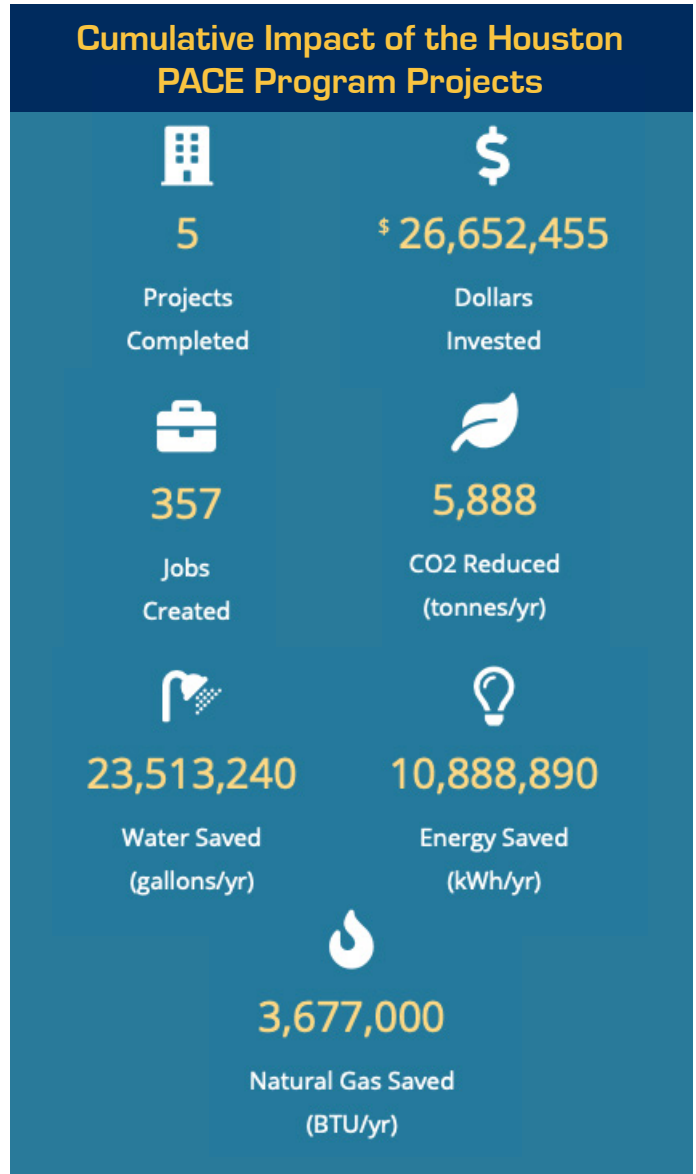 Cumulative Impact of the Houston
PACE Program Projects
5
Projects
Completed
$ 26,652,455
Dollars
Invested
357
Jobs
Created
5,888
CO2 Reduced
(tonnes/yr)
23,513,240
Water Saved
(gallons/yr)
10,888,890
Energy Saved
(kWh/yr)
3,677,000
Natural Gas Saved
(BTU/yr)